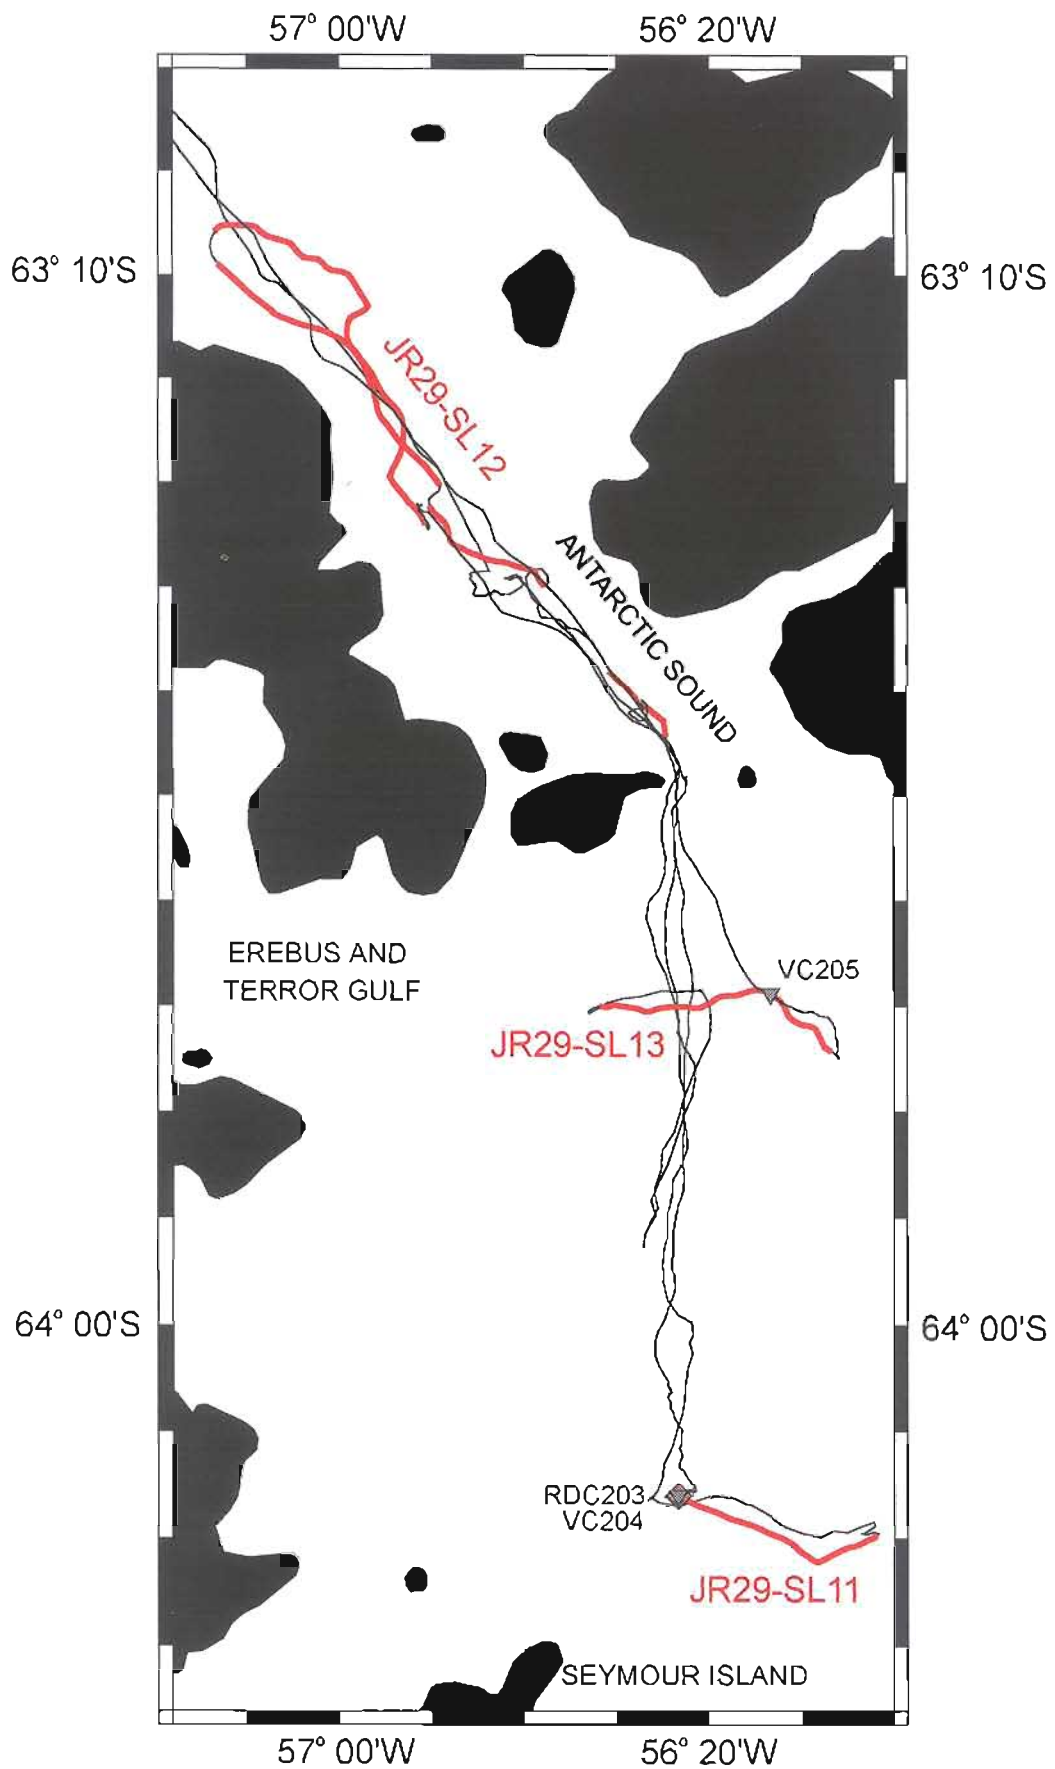 57° 00'W
56° 20'W
63° 10'S
63° 10'S
JR29-SL12
ANTARCTIC SOUND
EREBUS AND
TERROR GULF
VC205
JR29-SL13
64° 00'S
64° 00'S
RDC203
VC204
JR29-SL11
SEYMOUR ISLAND
57° 00'W
56° 20'W